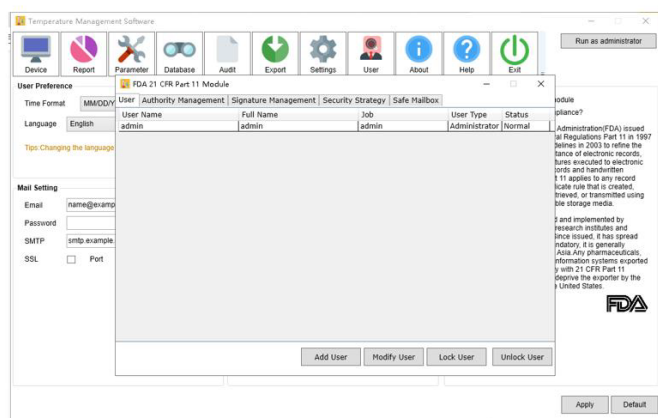 Temperature Management Software
Run as administrator
Device Report Parameter Database Audit Export Settings User About Help Exit
User Preference
Time Format MM/DD/Y
Language English
Tips:Changing the language
Mail Setting
Email name@examp
Password
SMTP smtp.example.
SSL Port
FDA 21 CFR Part 11 Module
User Authority Management Signature Management Security Strategy Safe Mailbox
User Name Full Name Job User Type Status
admin admin admin Administrator Normal
Add User Modify User Lock User Unlock User
odule
pliance?
Administration(FDA) issued
al Regulations Part 11 in 1997
delines in 2003 to refine the
tance of electronic records,
tures executed to electronic
cords and handwritten
t 11 applies to any record
licate rule that is created,
trieved, or transmitted using
ble storage media.
d and implemented by
research institutes and
Since issued, it has spread
ndatory, it is generally
Asia.Any pharmaceuticals,
nformation systems exported
y with 21 CFR Part 11
deprive the exporter by the
United States.
FDA
Apply Default